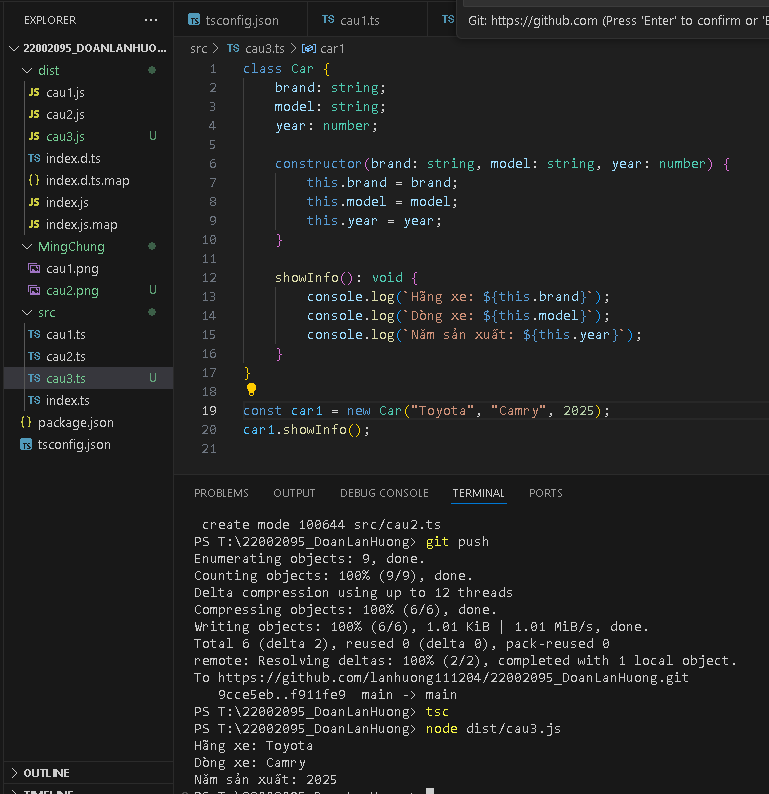 EXPLORER ···
22002095_DOANLANHUO...
dist
JS cau1.js
JS cau2.js
JS cau3.js U
TS index.d.ts
{} index.d.ts.map
JS index.js
JS index.js.map
MingChung
cau1.png
cau2.png U
src
TS cau1.ts
TS cau2.ts
TS cau3.ts U
TS index.ts
{} package.json
TS tsconfig.json
OUTLINE
TIMELINE
TS tsconfig.json
TS cau1.ts
TS
Git: https://github.com (Press 'Enter' to confirm or 'E
src > TS cau3.ts > car1
1 class Car {
2 brand: string;
3 model: string;
4 year: number;
5
6 constructor(brand: string, model: string, year: number) {
7 this.brand = brand;
8 this.model = model;
9 this.year = year;
10 }
11
12 showInfo(): void {
13 console.log(`Hãng xe: ${this.brand}`);
14 console.log(`Dòng xe: ${this.model}`);
15 console.log(`Năm sản xuất: ${this.year}`);
16 }
17 }
18
19 const car1 = new Car("Toyota", "Camry", 2025);
20 car1.showInfo();
21
PROBLEMS OUTPUT DEBUG CONSOLE TERMINAL PORTS
create mode 100644 src/cau2.ts
PS T:\22002095_DoanLanHuong> git push
Enumerating objects: 9, done.
Counting objects: 100% (9/9), done.
Delta compression using up to 12 threads
Compressing objects: 100% (6/6), done.
Writing objects: 100% (6/6), 1.01 KiB | 1.01 MiB/s, done.
Total 6 (delta 2), reused 0 (delta 0), pack-reused 0
remote: Resolving deltas: 100% (2/2), completed with 1 local object.
To https://github.com/lanhuong111204/22002095_DoanLanHuong.git
9cce5eb..f911fe9 main -> main
PS T:\22002095_DoanLanHuong> tsc
PS T:\22002095_DoanLanHuong> node dist/cau3.js
Hãng xe: Toyota
Dòng xe: Camry
Năm sản xuất: 2025
PS T:\22002095_DoanLanHuong>